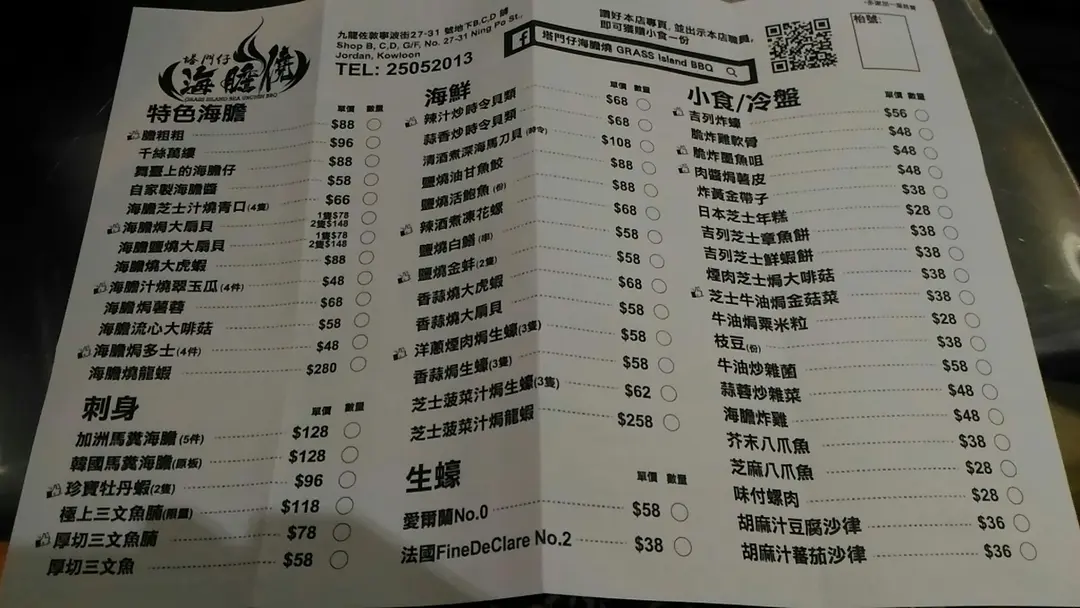 塔門仔
海膽燒
GRASS ISLAND SEA URCHIN BBQ
九龍佐敦寧波街27-31 號地下B,C,D 舖
Shop B, C,D, G/F, No. 27-31 Ning Po St.,
Jordan, Kowloon
TEL: 25052013
讚好本店專頁, 並出示本店職員,
即可獲贈小食一份
f 塔門仔海膽燒 GRASS Island BBQ
枱號:
特色海膽 單價 數量
膽粗粗 $88
千絲萬縷 $96
舞臺上的海膽仔 $88
自家製海膽醬 $58
海膽芝士汁燒青口(4隻) $66
海膽焗大扇貝 1隻$78 2隻$148
海膽鹽燒大扇貝 1隻$78 2隻$148
海膽燒大虎蝦 $88
海膽汁燒翠玉瓜(4件) $48
海膽焗薯蓉 $68
海膽流心大啡菇 $58
海膽焗多士(4件) $48
海膽燒龍蝦 $280
刺身 單價 數量
加洲馬糞海膽(5件) $128
韓國馬糞海膽(原板) $128
珍寶牡丹蝦(2隻) $96
極上三文魚腩(限量) $118
厚切三文魚腩 $78
厚切三文魚 $58
海鮮 單價 數量
辣汁炒時令貝類 $68
蒜香炒時令貝類 $68
清酒煮深海馬刀貝(時令) $108
鹽燒油甘魚鮫 $88
鹽燒活鮑魚(份) $88
辣酒煮凍花螺 $68
鹽燒白鱔(串) $58
鹽燒金蚌(2隻) $58
香蒜燒大虎蝦 $68
香蒜燒大扇貝 $58
洋蔥煙肉焗生蠔(3隻) $58
香蒜焗生蠔(3隻) $58
芝士菠菜汁焗生蠔(3隻) $62
芝士菠菜汁焗龍蝦 $258
生蠔 單價 數量
愛爾蘭No.0 $58
法國FineDeClare No.2 $38
小食/冷盤 單價 數量
吉列炸蠔 $56
脆炸雞軟骨 $48
脆炸墨魚咀 $48
肉醬焗薯皮 $48
炸黃金帶子 $38
日本芝士年糕 $28
吉列芝士章魚餅 $38
吉列芝士鮮蝦餅 $38
煙肉芝士焗大啡菇 $38
芝士牛油焗金菇菜 $38
牛油焗粟米粒 $28
枝豆(份) $38
牛油炒雜菌 $58
蒜蓉炒雜菜 $48
海膽炸雞 $48
芥末八爪魚 $38
芝麻八爪魚 $28
味付螺肉 $28
胡麻汁豆腐沙律 $36
胡麻汁蕃茄沙律 $36